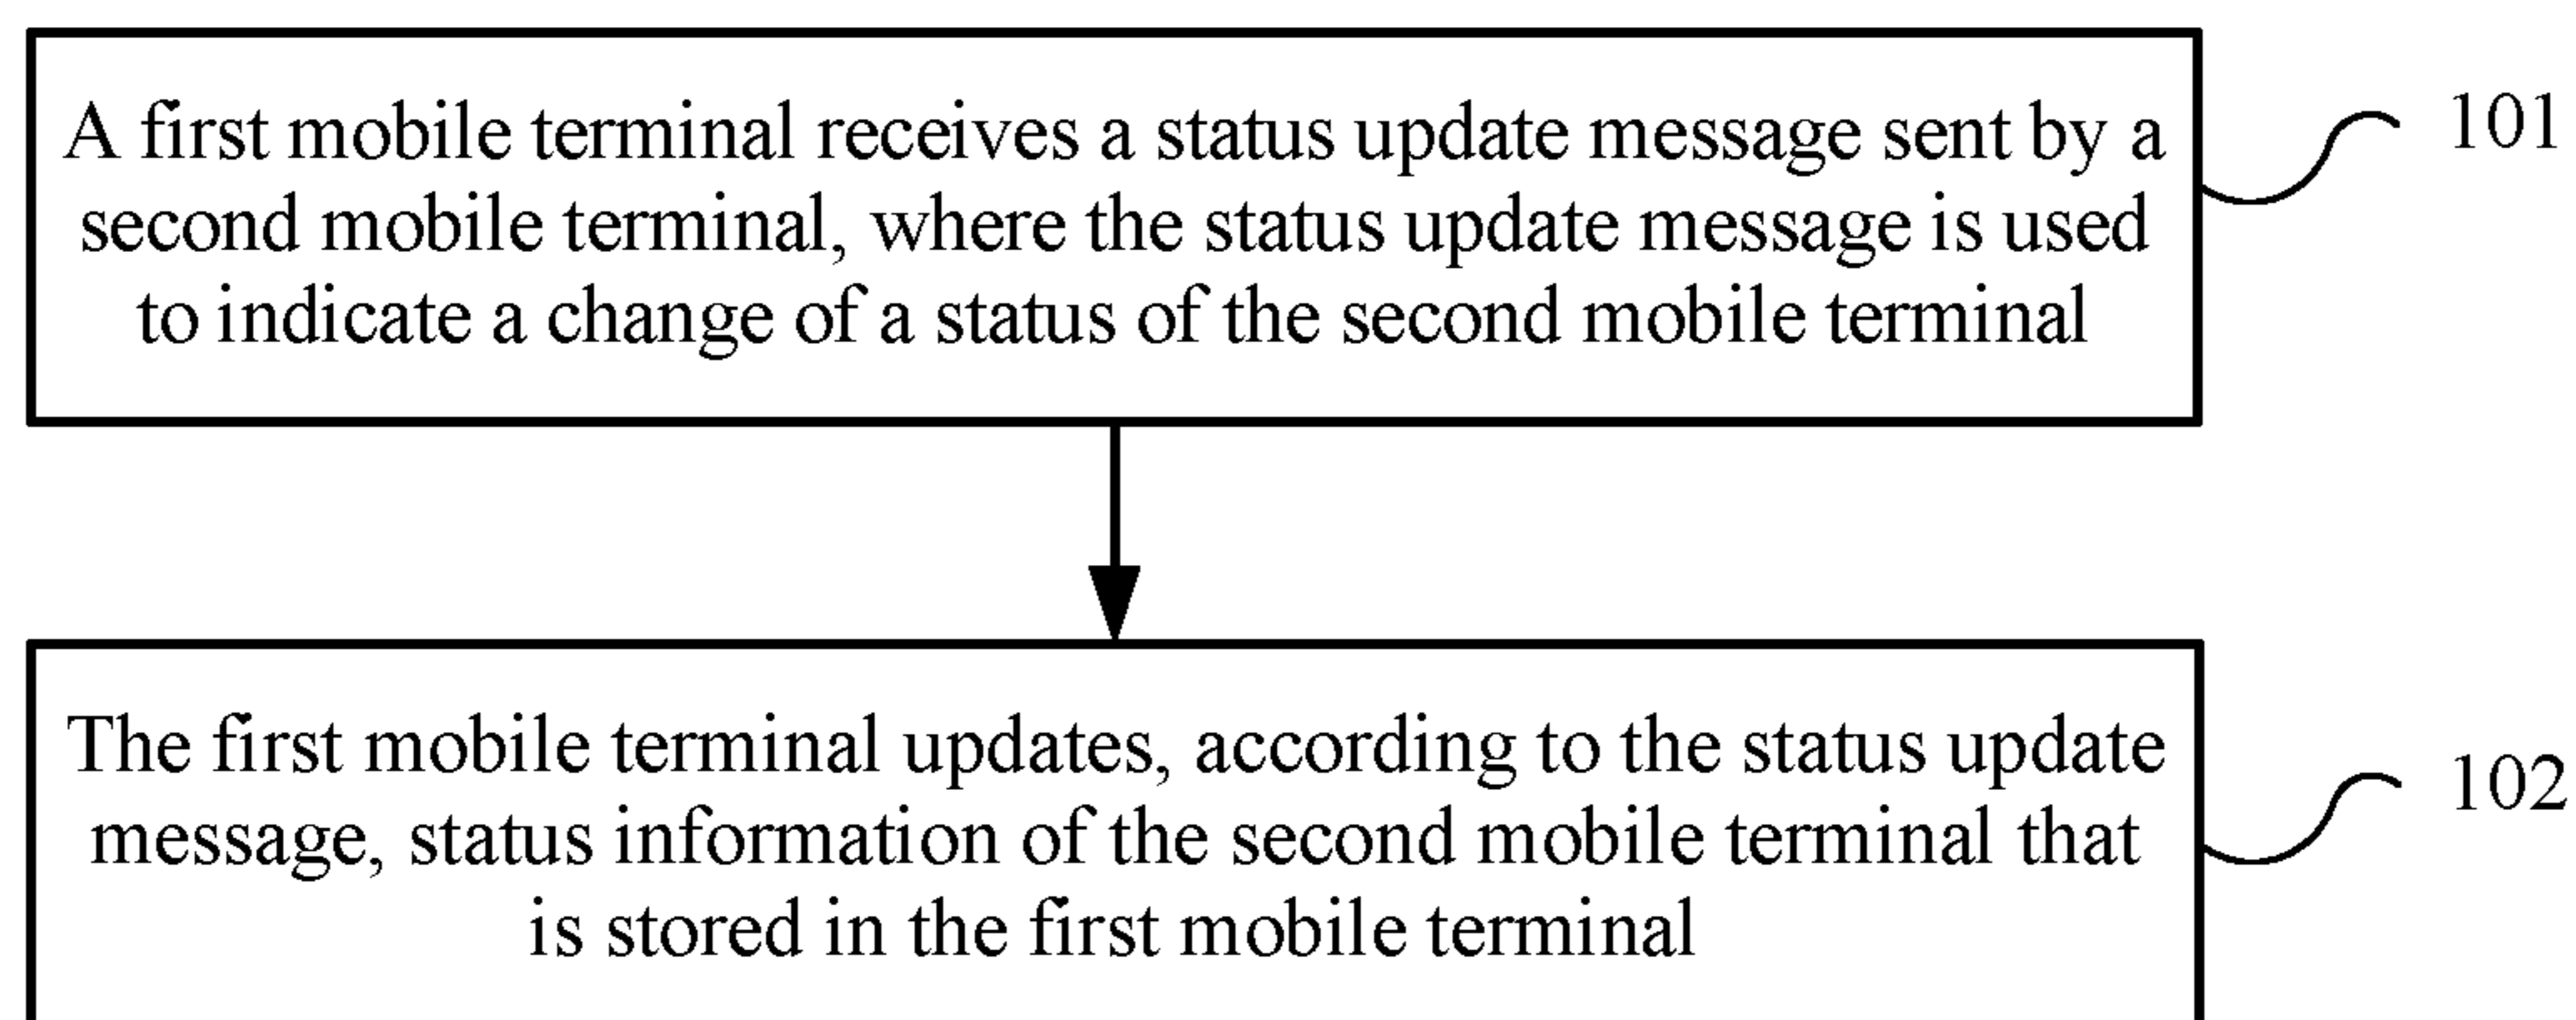 A first mobile terminal receives a status update message sent by a
second mobile terminal, where the status update message is used
to indicate a change of a status of the second mobile terminal
101
The first mobile terminal updates, according to the status update
message, status information of the second mobile terminal that
is stored in the first mobile terminal
102